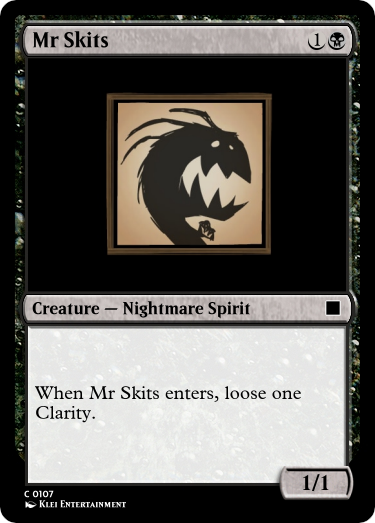 Mr Skits 1
Creature — Nightmare Spirit
When Mr Skits enters, loose one
Clarity.
1/1
C 0107
Klei Entertainment